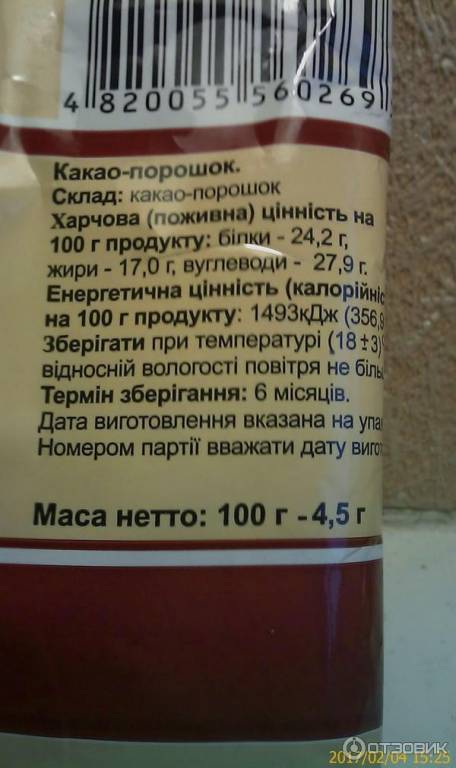 4 820055 560269
Какао-порошок.
Склад: какао-порошок
Харчова (поживна) цінність на
100 г продукту: білки - 24,2 г,
жири - 17,0 г, вуглеводи - 27,9 г.
Енергетична цінність (калорійніс
на 100 г продукту: 1493кДж (356,9
Зберігати при температурі (18±3)°
відносній вологості повітря не біль
Термін зберігання: 6 місяців.
Дата виготовлення вказана на упа
Номером партії вважати дату вигот
Маса нетто: 100 г - 4,5 г
ОТЗОВИК
2017/02/04 15:25